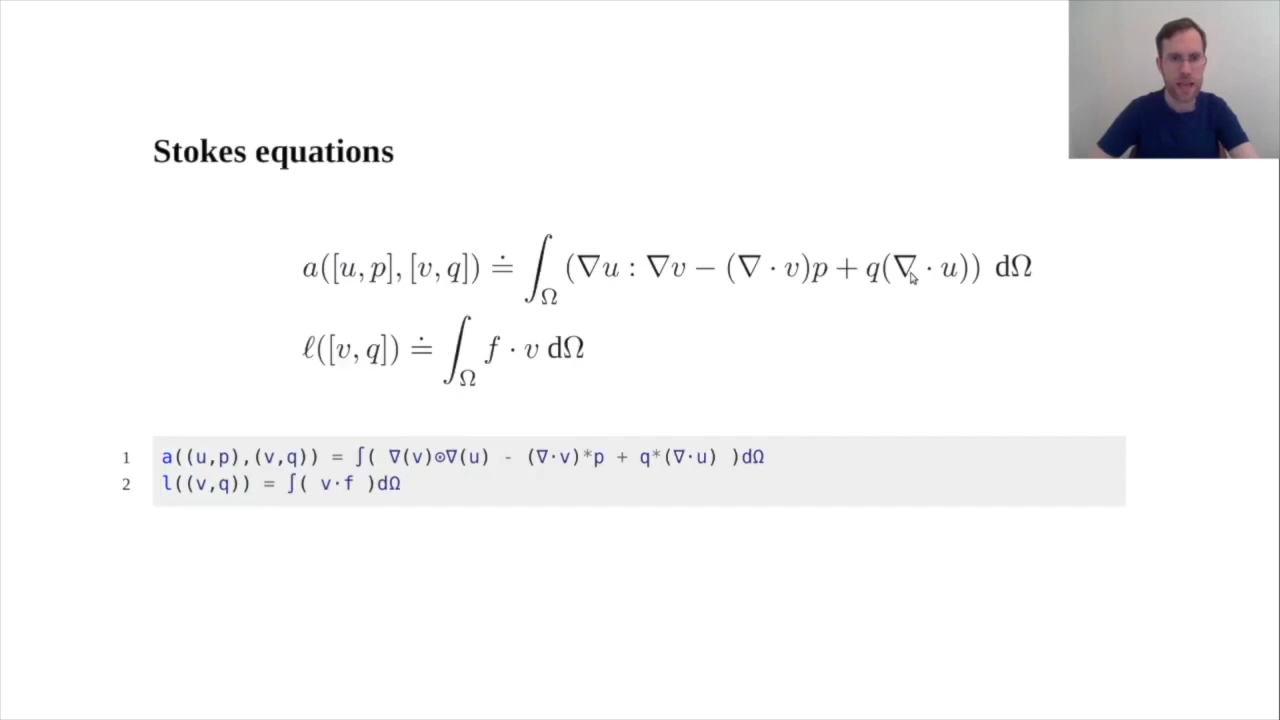 Stokes equations
a([u, p], [v, q]) ≐ ∫_Ω (∇u : ∇v − (∇ · v)p + q(∇ · u)) dΩ
ℓ([v, q]) ≐ ∫_Ω f · v dΩ
1 a((u,p),(v,q)) = ∫( ∇(v)⊙∇(u) - (∇⋅v)*p + q*(∇⋅u) )dΩ
2 l((v,q)) = ∫( v⋅f )dΩ